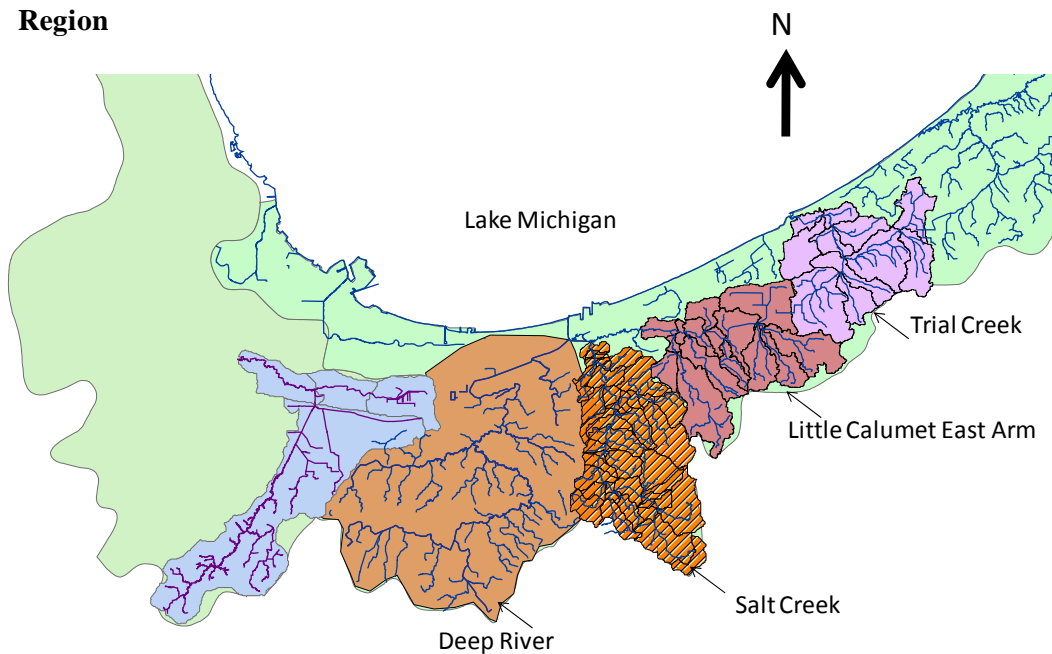 Region
N
Lake Michigan
Trial Creek
Little Calumet East Arm
Salt Creek
Deep River